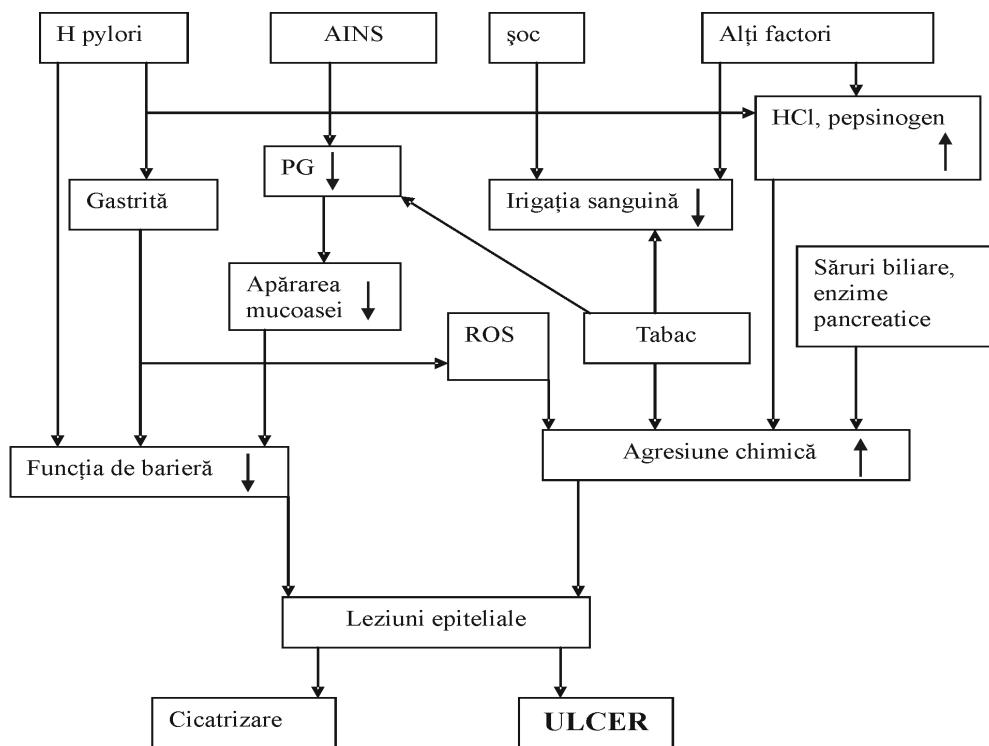 H pylori
AINS
şoc
Alţi factori
HCl, pepsinogen
PG
Gastrită
Irigaţia sanguină
Săruri biliare,
enzime
pancreatice
Apărarea
mucoasei
ROS
Tabac
Funcţia de barieră
Agresiune chimică
Leziuni epiteliale
Cicatrizare
ULCER